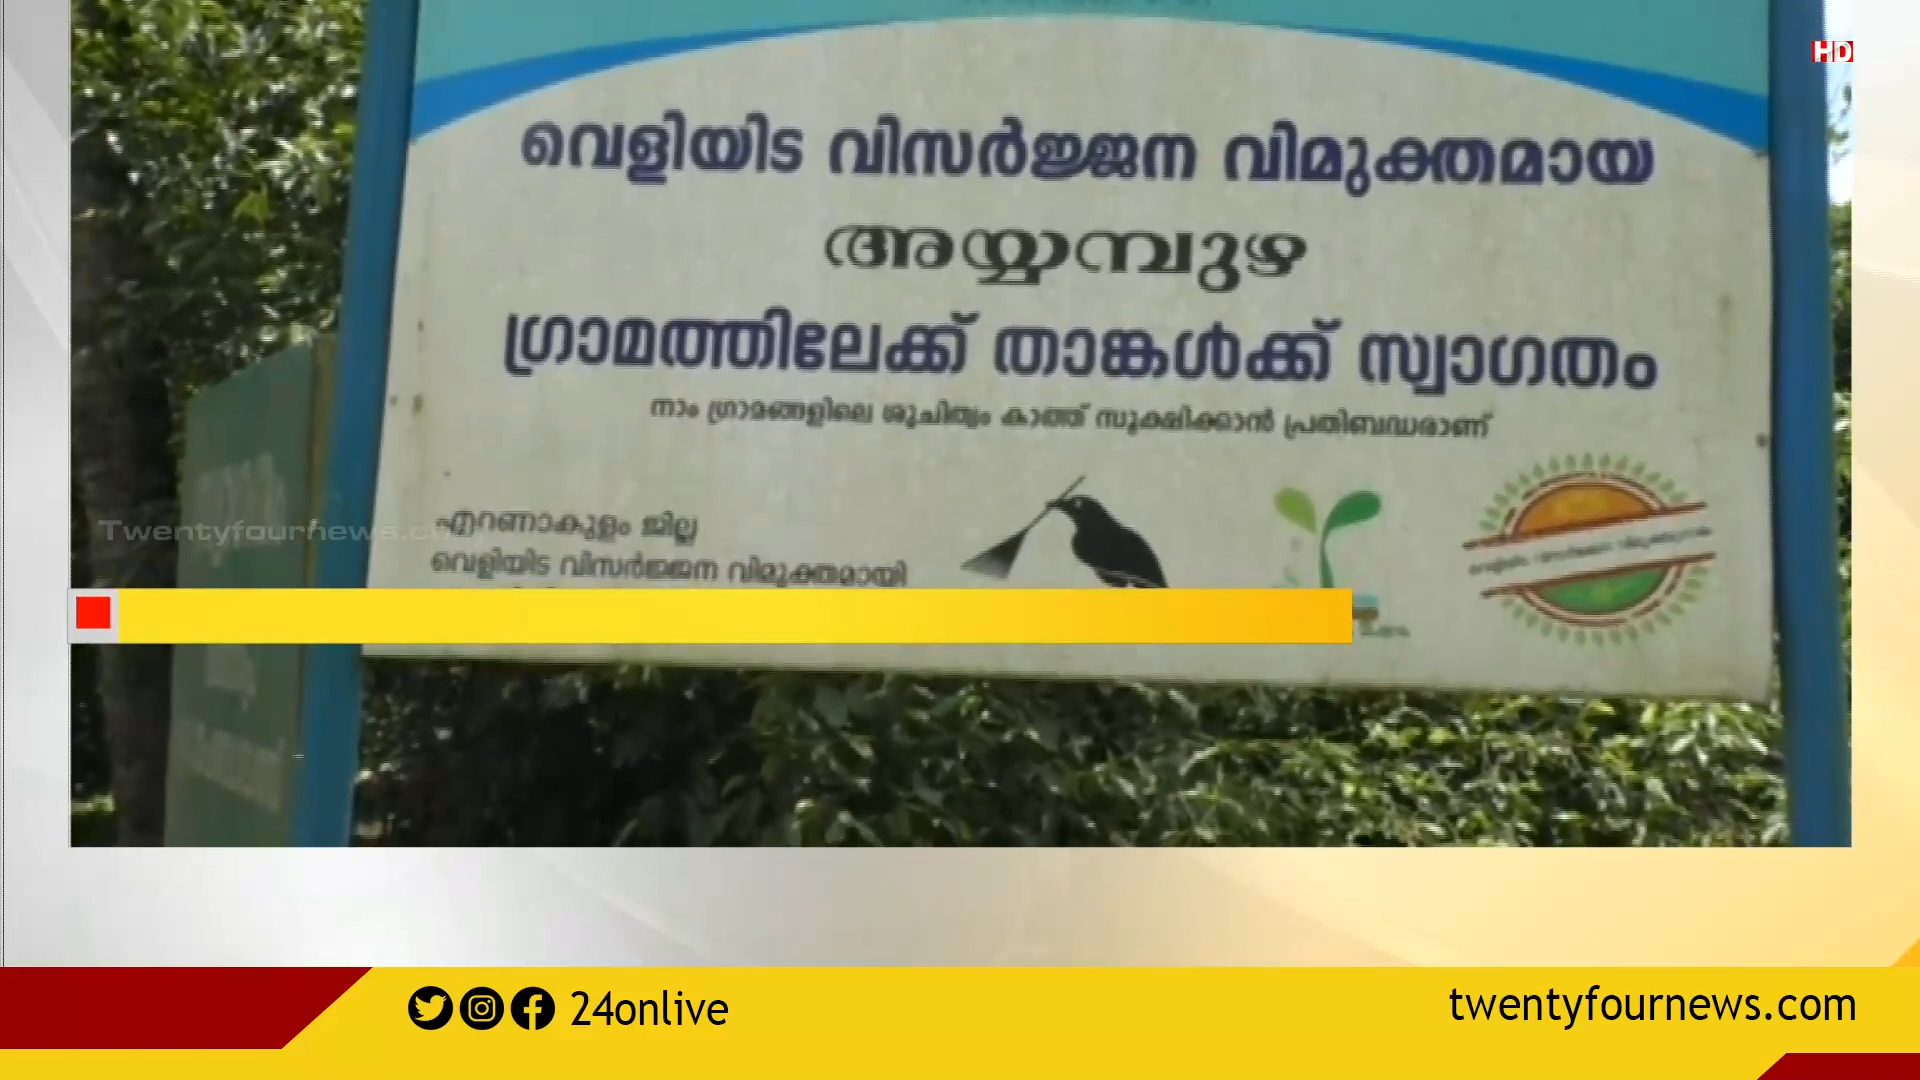 HD
വെളിയിട വിസർജ്ജന വിമുക്തമായ
അയ്യമ്പുഴ
ഗ്രാമത്തിലേക്ക് താങ്കൾക്ക് സ്വാഗതം
നാം ഗ്രാമങ്ങളിലെ ശുചിത്വം കാത്ത് സൂക്ഷിക്കാൻ പ്രതിബദ്ധരാണ്
എറണാകുളം ജില്ല
വെളിയിട വിസർജ്ജന വിമുക്തമായി
Twentyfournews.com
24onlive
twentyfournews.com